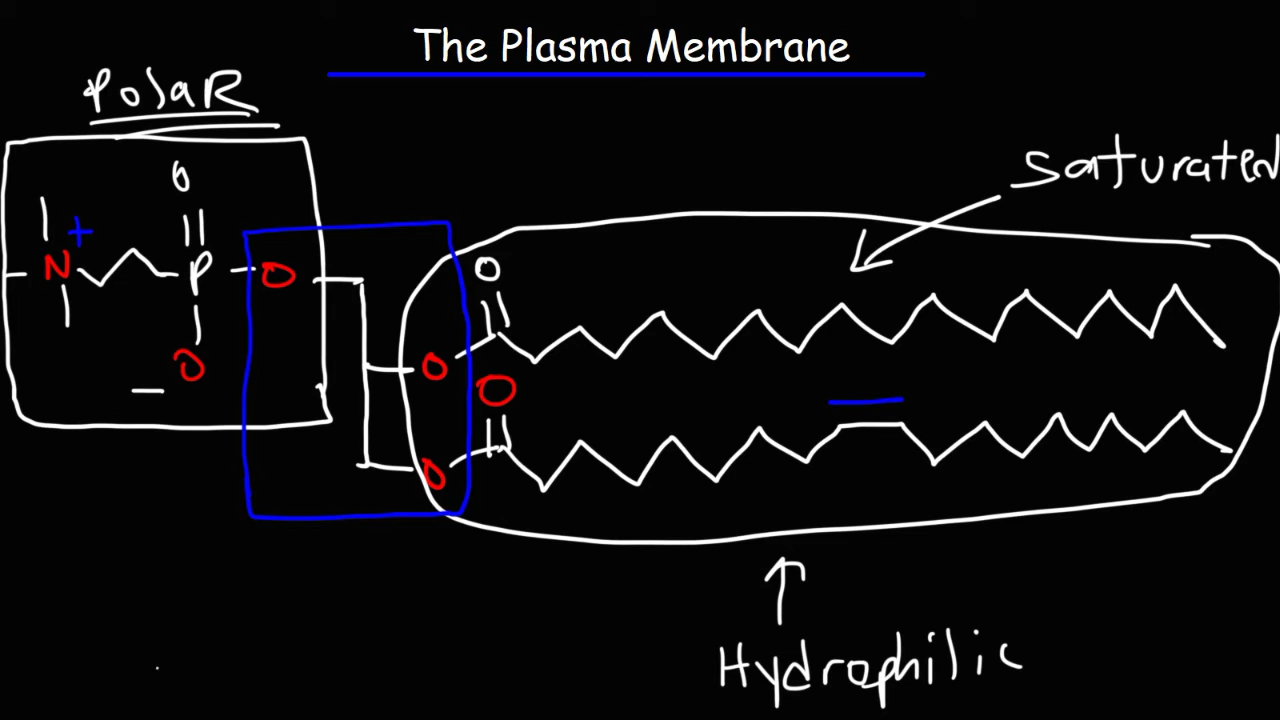 The Plasma Membrane
PolaR
saturated
O
O
N + P O
O
O
O
−
O
Hydrophilic